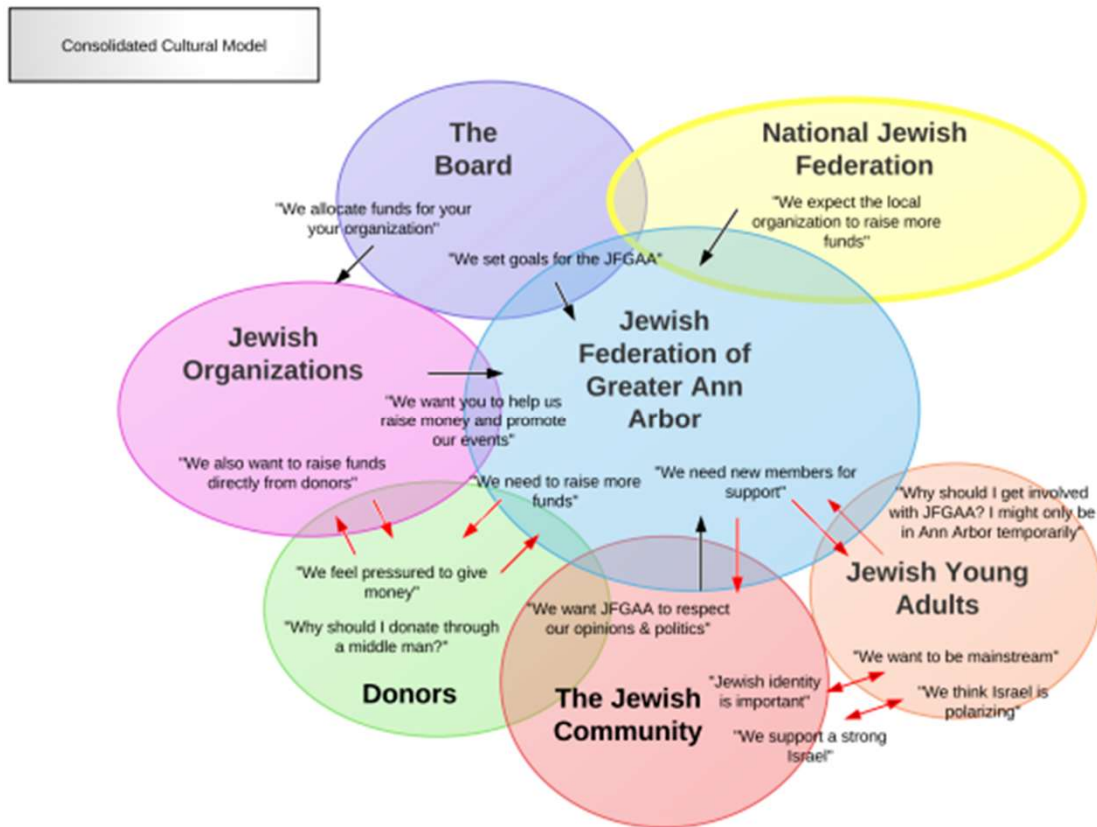 Consolidated Cultural Model
The
Board
National Jewish
Federation
"We allocate funds for your
your organization"
"We expect the local
organization to raise more
funds"
"We set goals for the JFGAA"
Jewish
Organizations
Jewish
Federation of
Greater Ann
Arbor
"We want you to help us
raise money and promote
our events"
"We also want to raise funds
directly from donors"
"We need to raise more
funds"
"We need new members for
support"
"Why should I get involved
with JFGAA? I might only be
in Ann Arbor temporarily"
Jewish Young
Adults
"We feel pressured to give
money"
"Why should I donate through
a middle man?"
Donors
"We want JFGAA to respect
our opinions & politics"
The Jewish
Community
"Jewish identity
is important"
"We want to be mainstream"
"We think Israel is
polarizing"
"We support a strong
Israel"